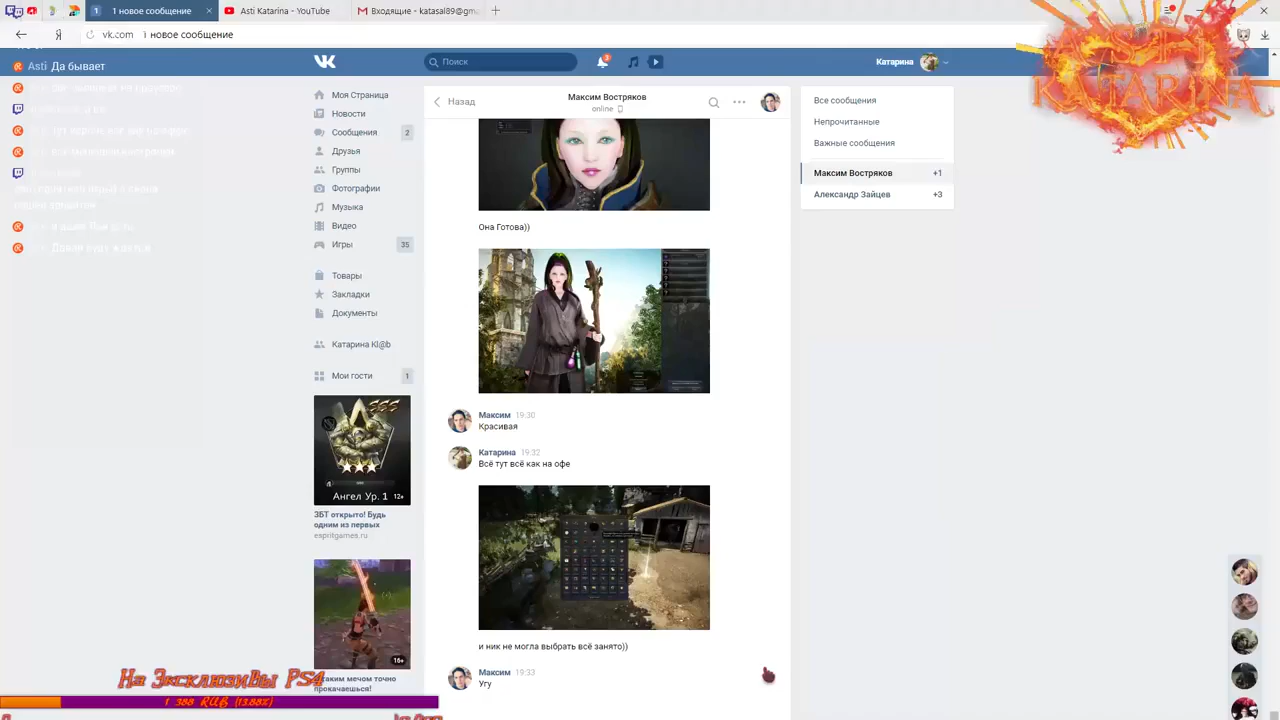 1 новое сообщение
Asti Katarina - YouTube
Входящие - katasai89@gm
vk.com 1 новое сообщение
ASTI
KATARINA
Asti Да бывает
Поиск
3
Катарина
Моя Страница
Новости
Сообщения 2
Друзья
Группы
Фотографии
Музыка
Видео
Игры 35
Товары
Закладки
Документы
Катарина Kl@b
Мои гости 1
SSS
Ангел Ур. 1 12+
ЗБТ открыто! Будь
одним из первых
espritgames.ru
16+
таким мечом точно
прокачаешься!
Назад
Максим Востряков
online
Она Готова))
Максим 19:30
Красивая
Катарина 19:32
Всё тут всё как на офе
и ник не могла выбрать всё занято))
Максим 19:33
Угу
Все сообщения
Непрочитанные
Важные сообщения
Максим Востряков +1
Александр Зайцев +3
На Эксклюзивы PS4
1 388 RUB (13.88%)